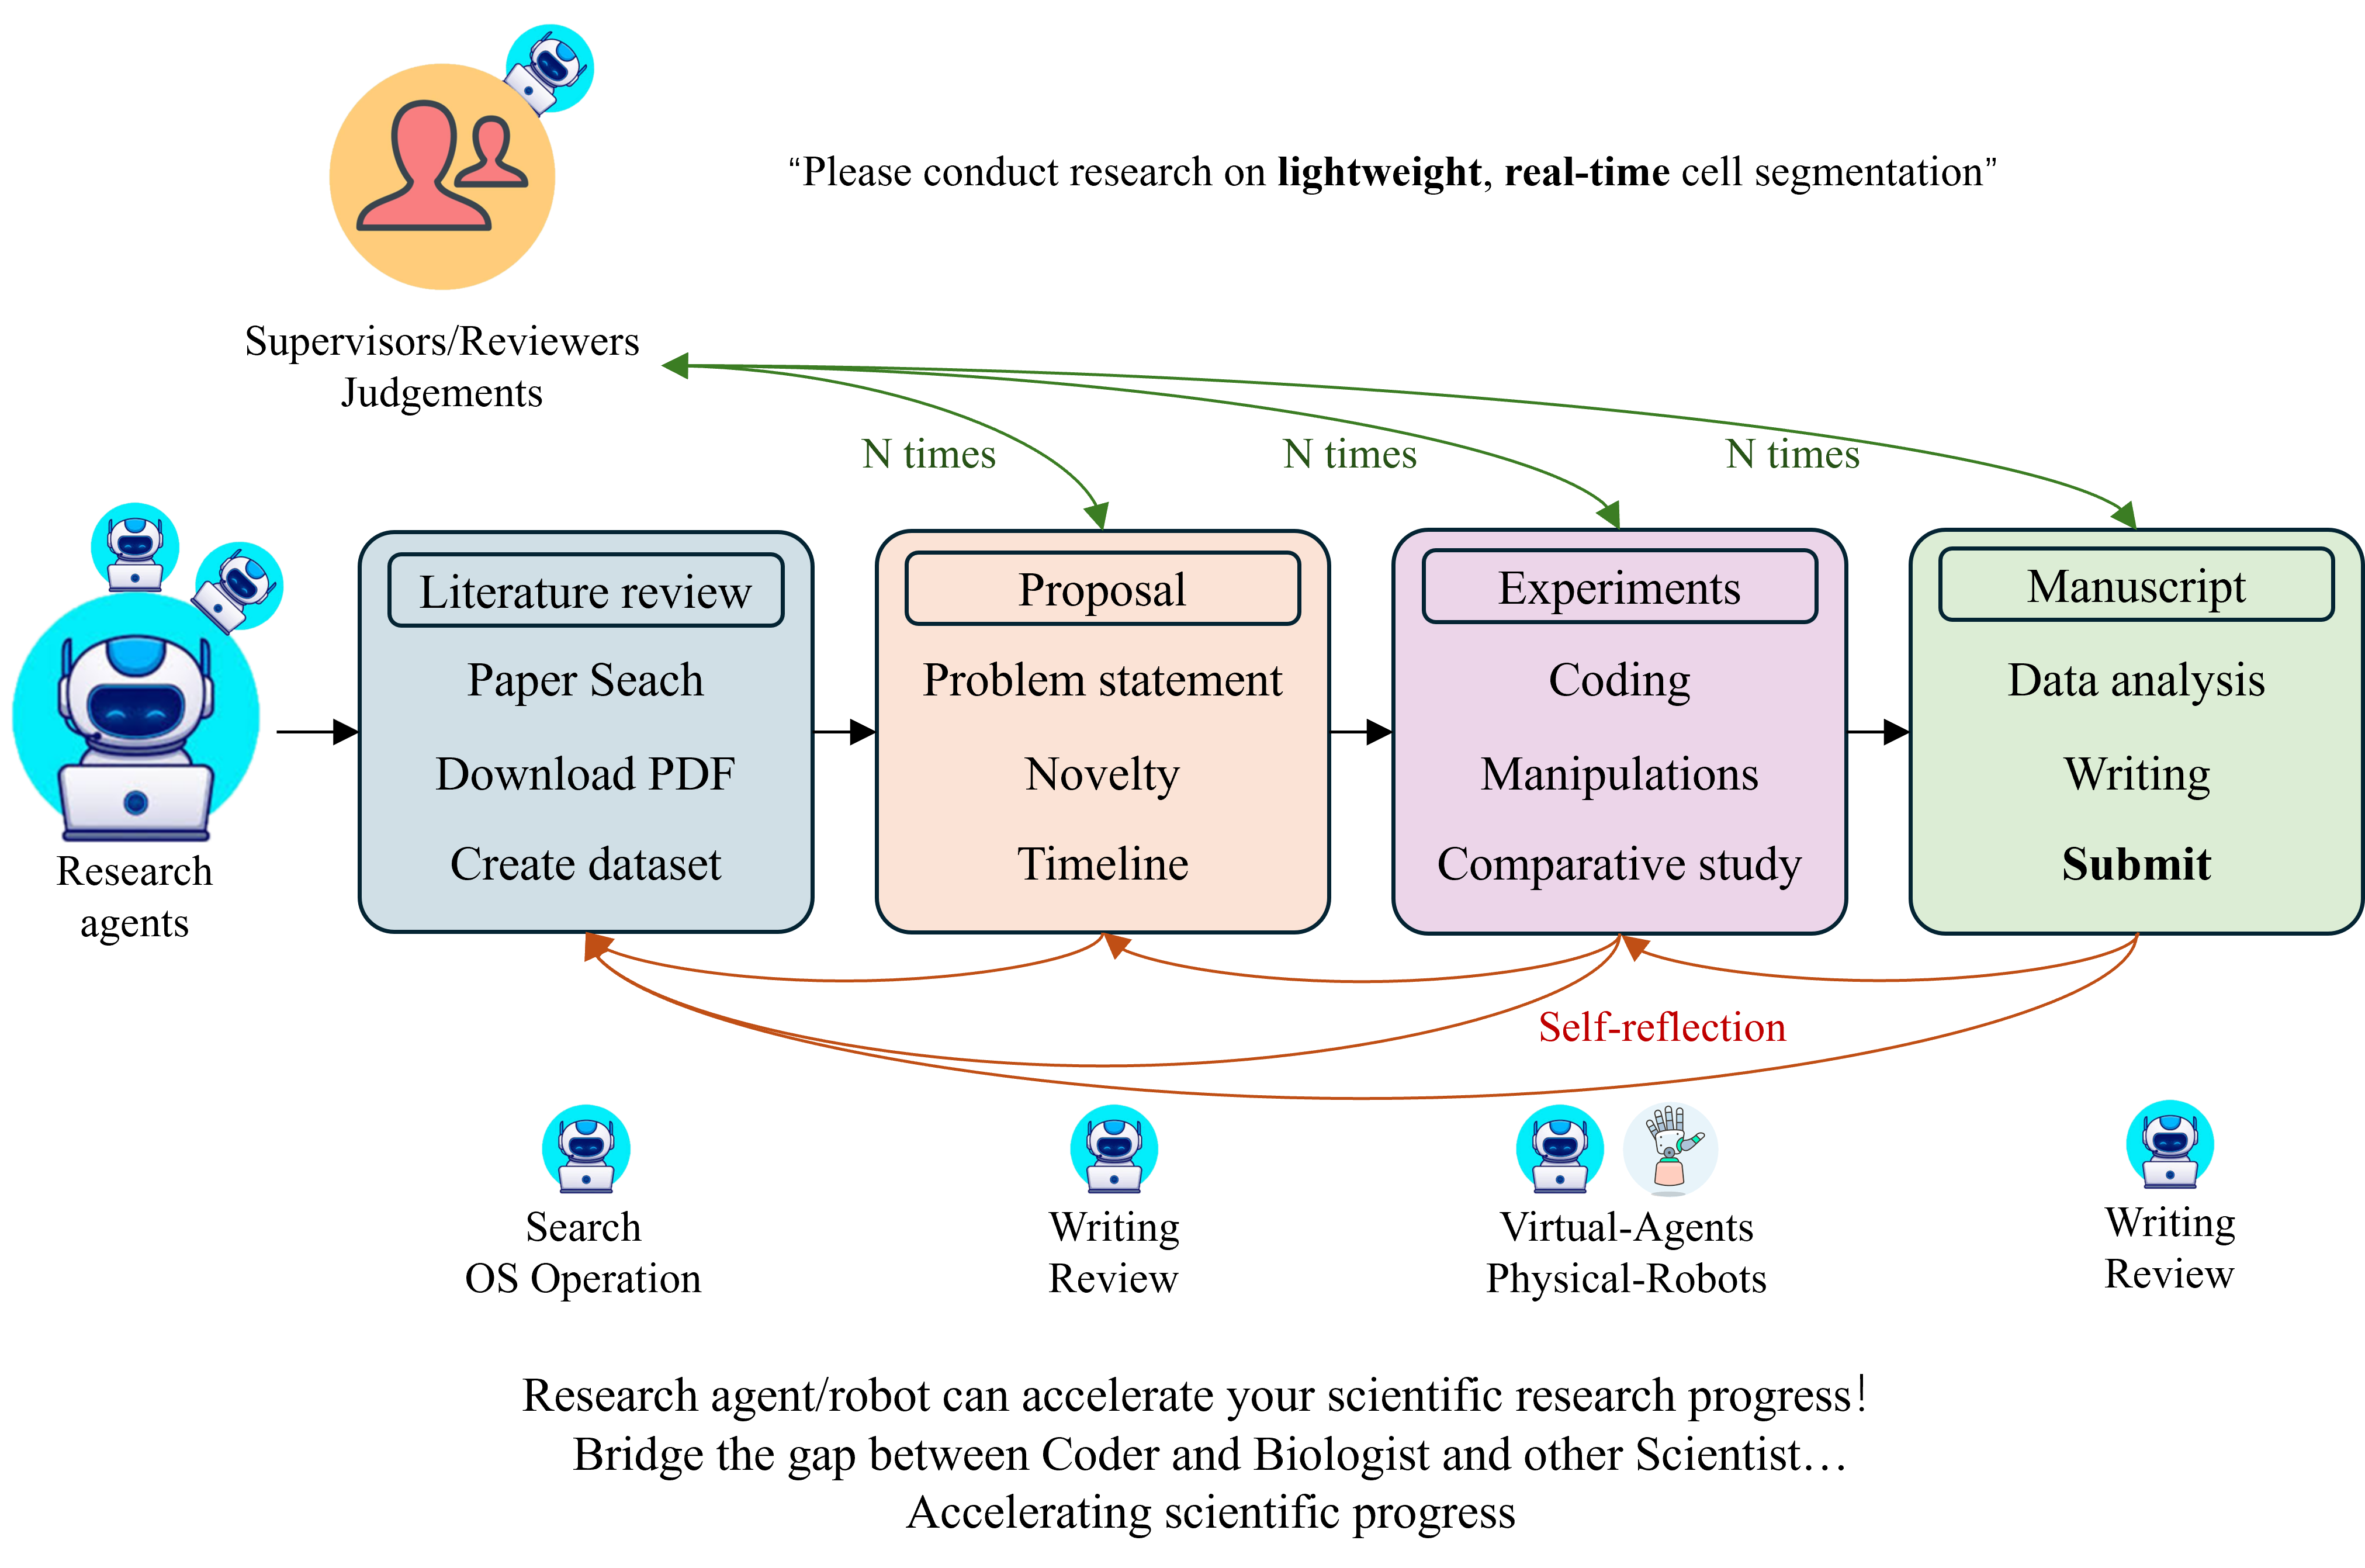 “Please conduct research on lightweight, real-time cell segmentation”
Supervisors/Reviewers
Judgements
N times
N times
N times
Research
agents
Literature review
Paper Seach
Download PDF
Create dataset
Proposal
Problem statement
Novelty
Timeline
Experiments
Coding
Manipulations
Comparative study
Manuscript
Data analysis
Writing
Submit
Self-reflection
Search
OS Operation
Writing
Review
Virtual-Agents
Physical-Robots
Writing
Review
Research agent/robot can accelerate your scientific research progress!
Bridge the gap between Coder and Biologist and other Scientist…
Accelerating scientific progress